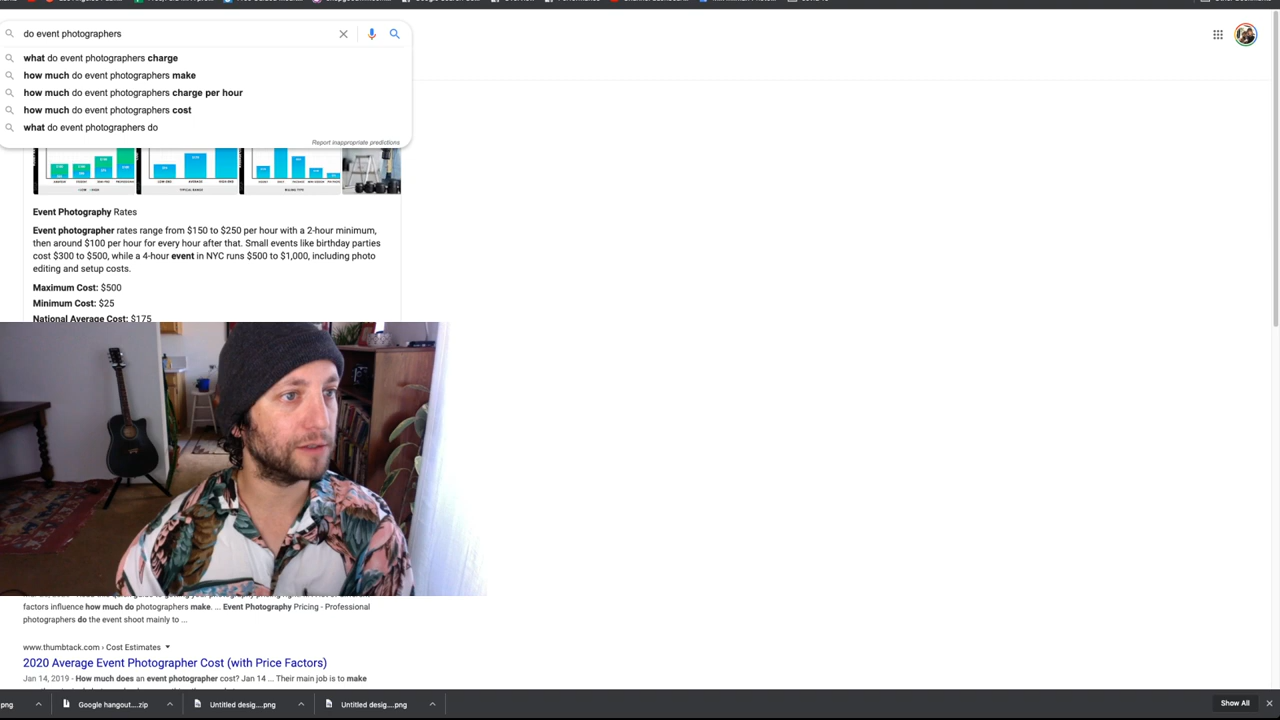 do event photographers
what do event photographers charge
how much do event photographers make
how much do event photographers charge per hour
how much do event photographers cost
what do event photographers do
Report inappropriate predictions
TYPICAL RANGE
BILLING TYPE
Event Photography Rates
Event photographer rates range from $150 to $250 per hour with a 2-hour minimum,
then around $100 per hour for every hour after that. Small events like birthday parties
cost $300 to $500, while a 4-hour event in NYC runs $500 to $1,000, including photo
editing and setup costs.
Maximum Cost: $500
Minimum Cost: $25
National Average Cost: $175
factors influence how much do photographers make. ... Event Photography Pricing - Professional
photographers do the event shoot mainly to ...
www.thumbtack.com › Cost Estimates
2020 Average Event Photographer Cost (with Price Factors)
Jan 14, 2019 - How much does an event photographer cost? Jan 14 ... Their main job is to make
.png
Google hangout....zip
Untitled desig....png
Untitled desig....png
Show All